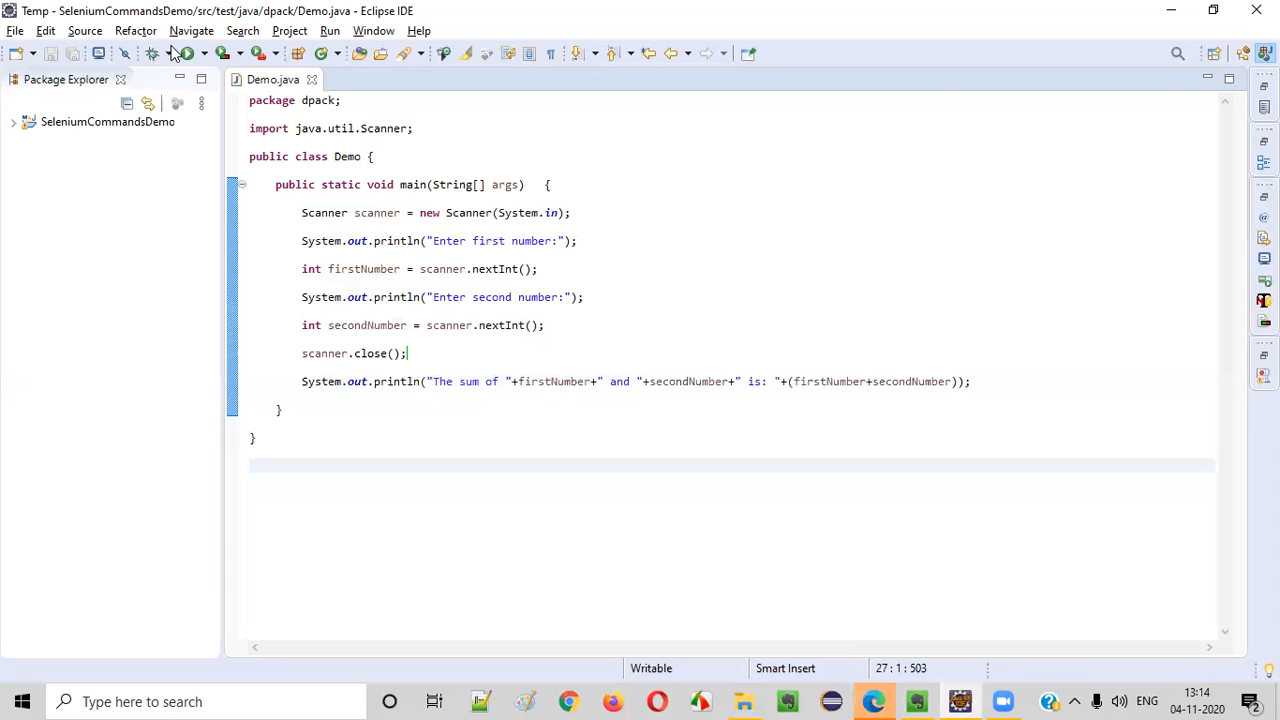 Temp - SeleniumCommandsDemo/src/test/java/dpack/Demo.java - Eclipse IDE
File Edit Source Refactor Navigate Search Project Run Window Help
Package Explorer
Demo.java
SeleniumCommandsDemo
package dpack;
import java.util.Scanner;
public class Demo {
public static void main(String[] args) {
Scanner scanner = new Scanner(System.in);
System.out.println("Enter first number:");
int firstNumber = scanner.nextInt();
System.out.println("Enter second number:");
int secondNumber = scanner.nextInt();
scanner.close();
System.out.println("The sum of "+firstNumber+" and "+secondNumber+" is: "+(firstNumber+secondNumber));
}
}
Writable Smart Insert 27 : 1 : 503
Type here to search
ENG
13:14
04-11-2020
2